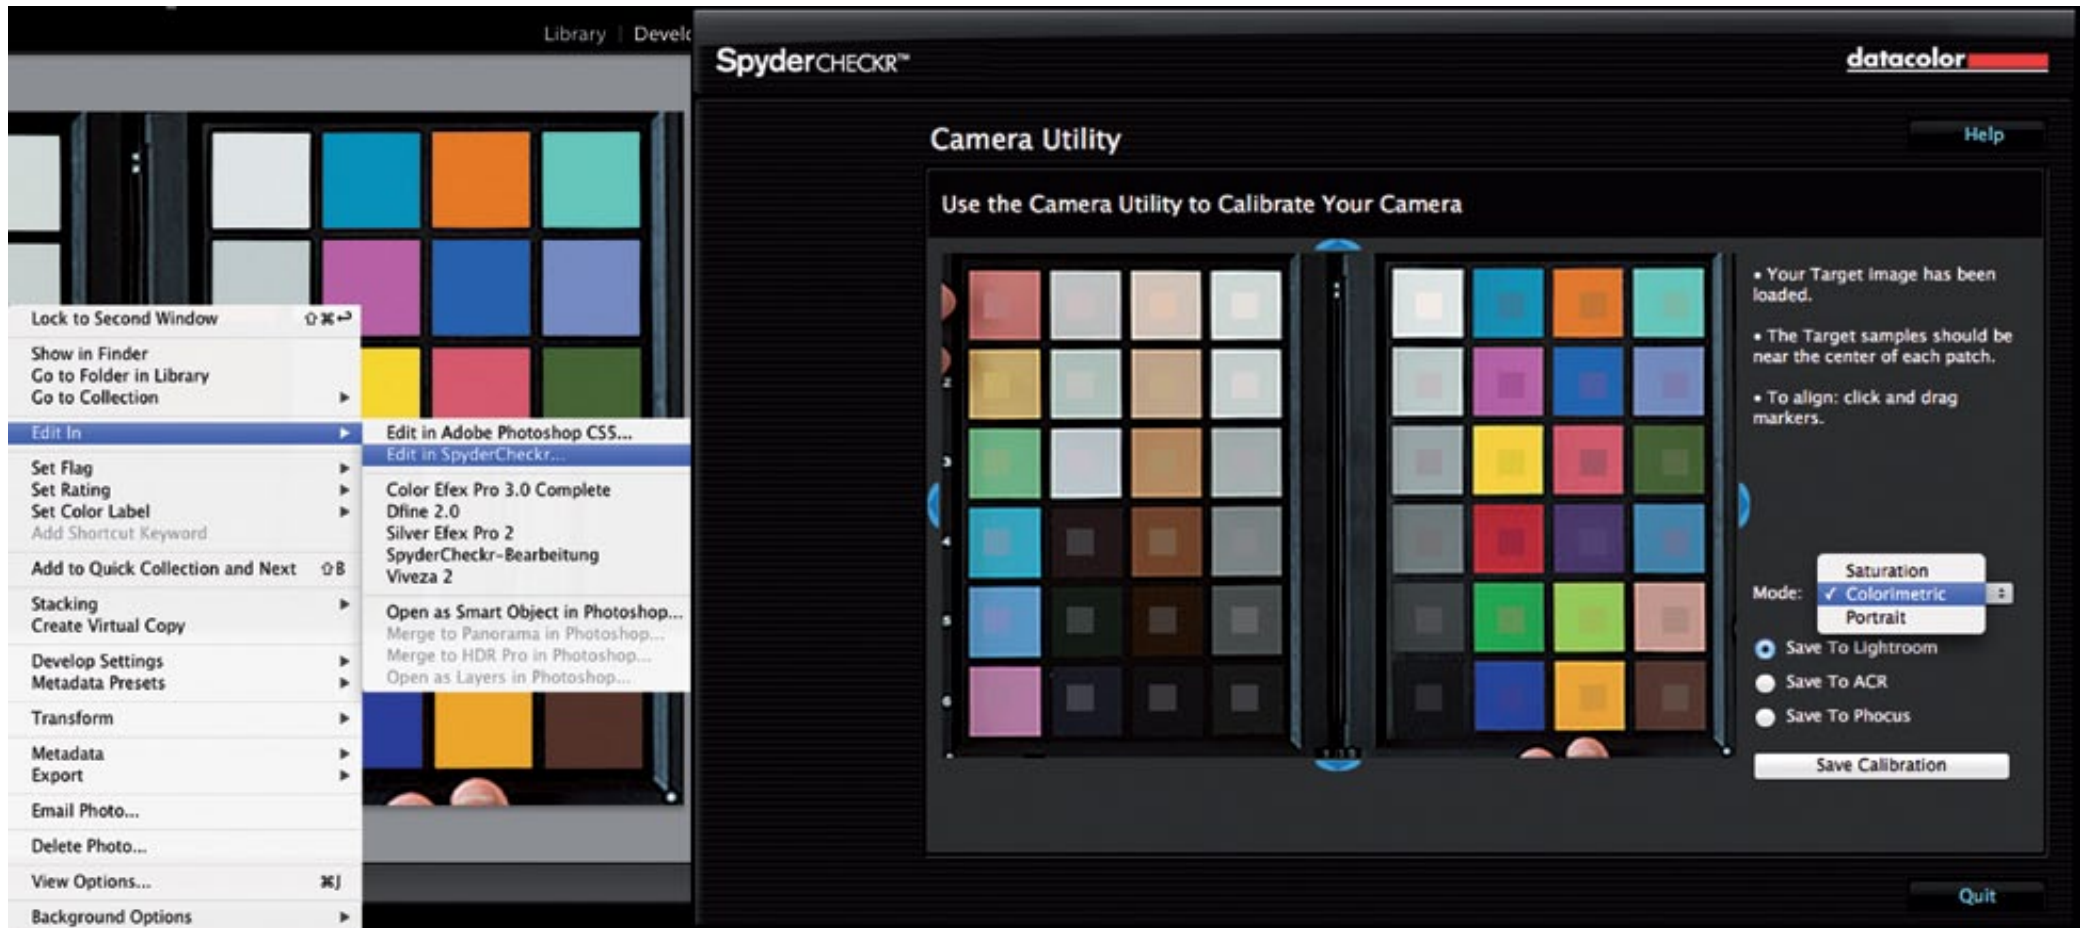 Library | Develo
Lock to Second Window ⇧⌘↩
Show in Finder
Go to Folder in Library
Go to Collection
Edit In
Set Flag
Set Rating
Set Color Label
Add Shortcut Keyword
Add to Quick Collection and Next ⇧B
Stacking
Create Virtual Copy
Develop Settings
Metadata Presets
Transform
Metadata
Export
Email Photo...
Delete Photo...
View Options... ⌘J
Background Options
Edit in Adobe Photoshop CS5...
Edit in SpyderCheckr...
Color Efex Pro 3.0 Complete
Dfine 2.0
Silver Efex Pro 2
SpyderCheckr-Bearbeitung
Viveza 2
Open as Smart Object in Photoshop...
Merge to Panorama in Photoshop...
Merge to HDR Pro in Photoshop...
Open as Layers in Photoshop...
SpyderCHECKR™
datacolor
Camera Utility
Help
Use the Camera Utility to Calibrate Your Camera
2
3
4
5
6
• Your Target image has been
loaded.
• The Target samples should be
near the center of each patch.
• To align: click and drag
markers.
Saturation
Mode: ✓ Colorimetric
Portrait
Save To Lightroom
Save To ACR
Save To Phocus
Save Calibration
Quit